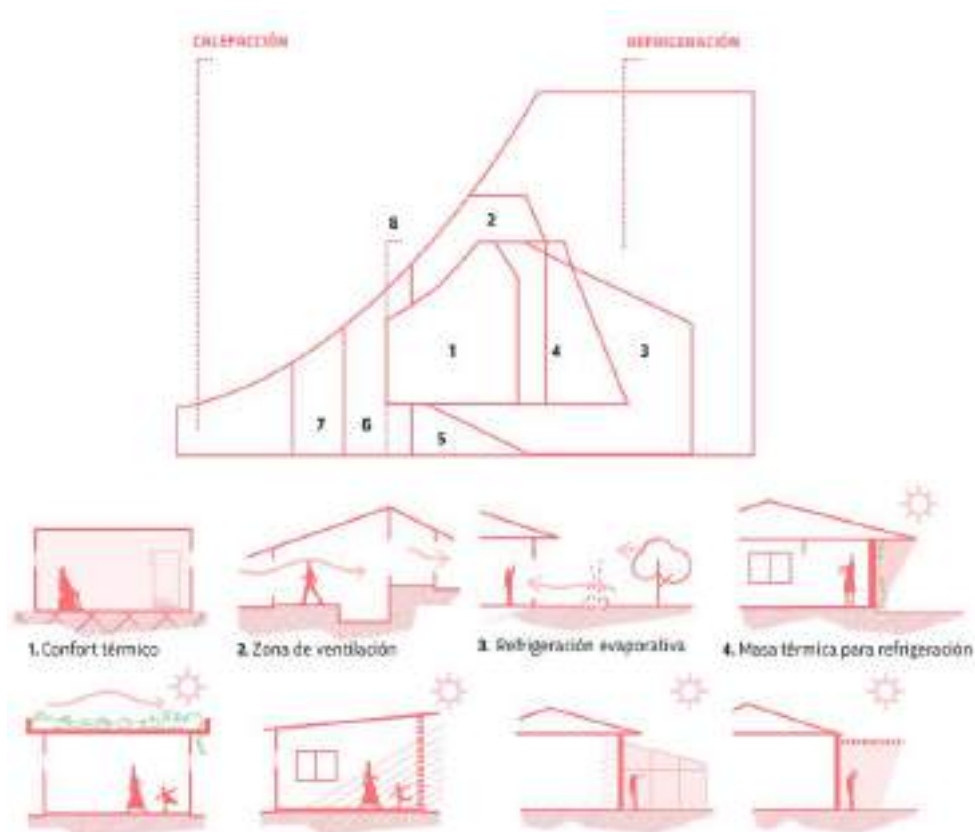 CALEFACCIÓN
REFRIGERACIÓN
8
2
1
4
3
7
6
5
1. Confort térmico
2. Zona de ventilación
3. Refrigeración evaporativa
4. Masa térmica para refrigeración